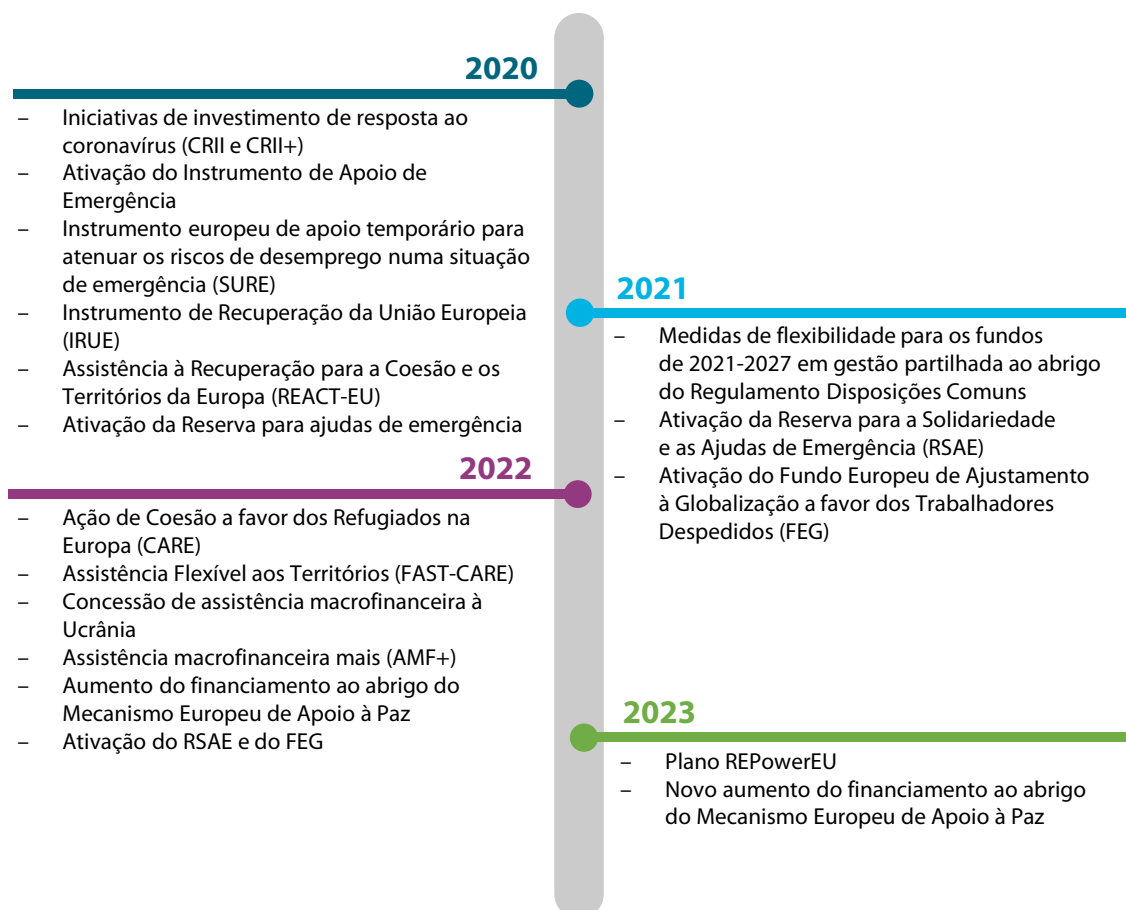 2020
– Iniciativas de investimento de resposta ao
coronavírus (CRII e CRII+)
– Ativação do Instrumento de Apoio de
Emergência
– Instrumento europeu de apoio temporário para
atenuar os riscos de desemprego numa situação
de emergência (SURE)
– Instrumento de Recuperação da União Europeia
(IRUE)
– Assistência à Recuperação para a Coesão e os
Territórios da Europa (REACT-EU)
– Ativação da Reserva para ajudas de emergência
2021
– Medidas de flexibilidade para os fundos
de 2021-2027 em gestão partilhada ao abrigo
do Regulamento Disposições Comuns
– Ativação da Reserva para a Solidariedade
e as Ajudas de Emergência (RSAE)
– Ativação do Fundo Europeu de Ajustamento
à Globalização a favor dos Trabalhadores
Despedidos (FEG)
2022
– Ação de Coesão a favor dos Refugiados na
Europa (CARE)
– Assistência Flexível aos Territórios (FAST-CARE)
– Concessão de assistência macrofinanceira à
Ucrânia
– Assistência macrofinanceira mais (AMF+)
– Aumento do financiamento ao abrigo do
Mecanismo Europeu de Apoio à Paz
– Ativação do RSAE e do FEG
2023
– Plano REPowerEU
– Novo aumento do financiamento ao abrigo
do Mecanismo Europeu de Apoio à Paz